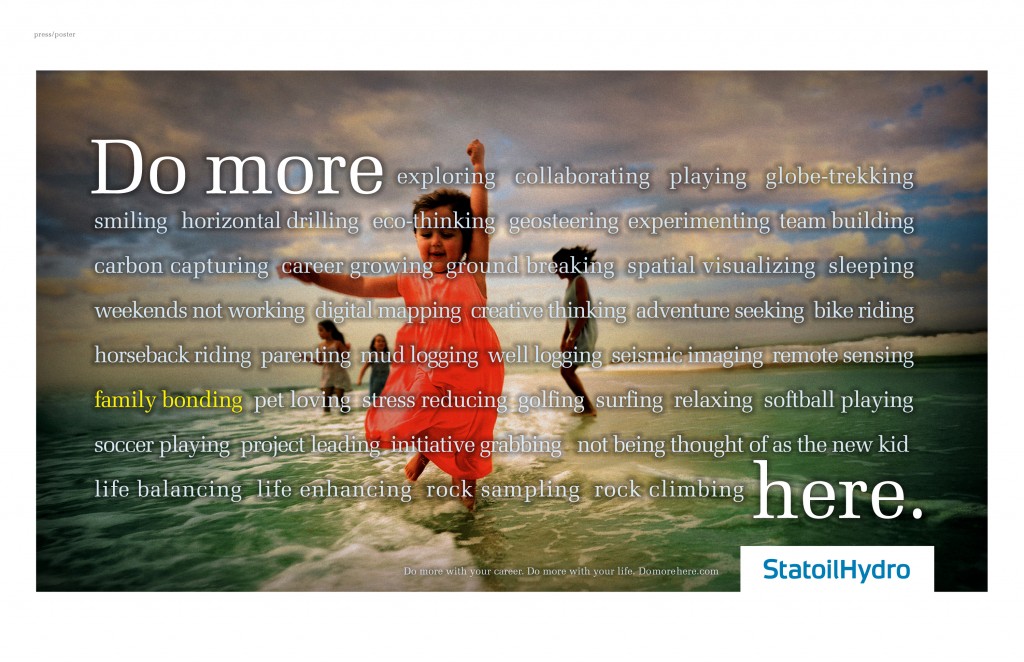 press/poster
Do more exploring collaborating playing globe-trekking
smiling horizontal drilling eco-thinking geosteering experimenting team building
carbon capturing career growing ground breaking spatial visualizing sleeping
weekends not working digital mapping creative thinking adventure seeking bike riding
horseback riding parenting mud logging well logging seismic imaging remote sensing
family bonding pet loving stress reducing golfing surfing relaxing softball playing
soccer playing project leading initiative grabbing not being thought of as the new kid
life balancing life enhancing rock sampling rock climbing here.
Do more with your career. Do more with your life. Domorehere.com
StatoilHydro